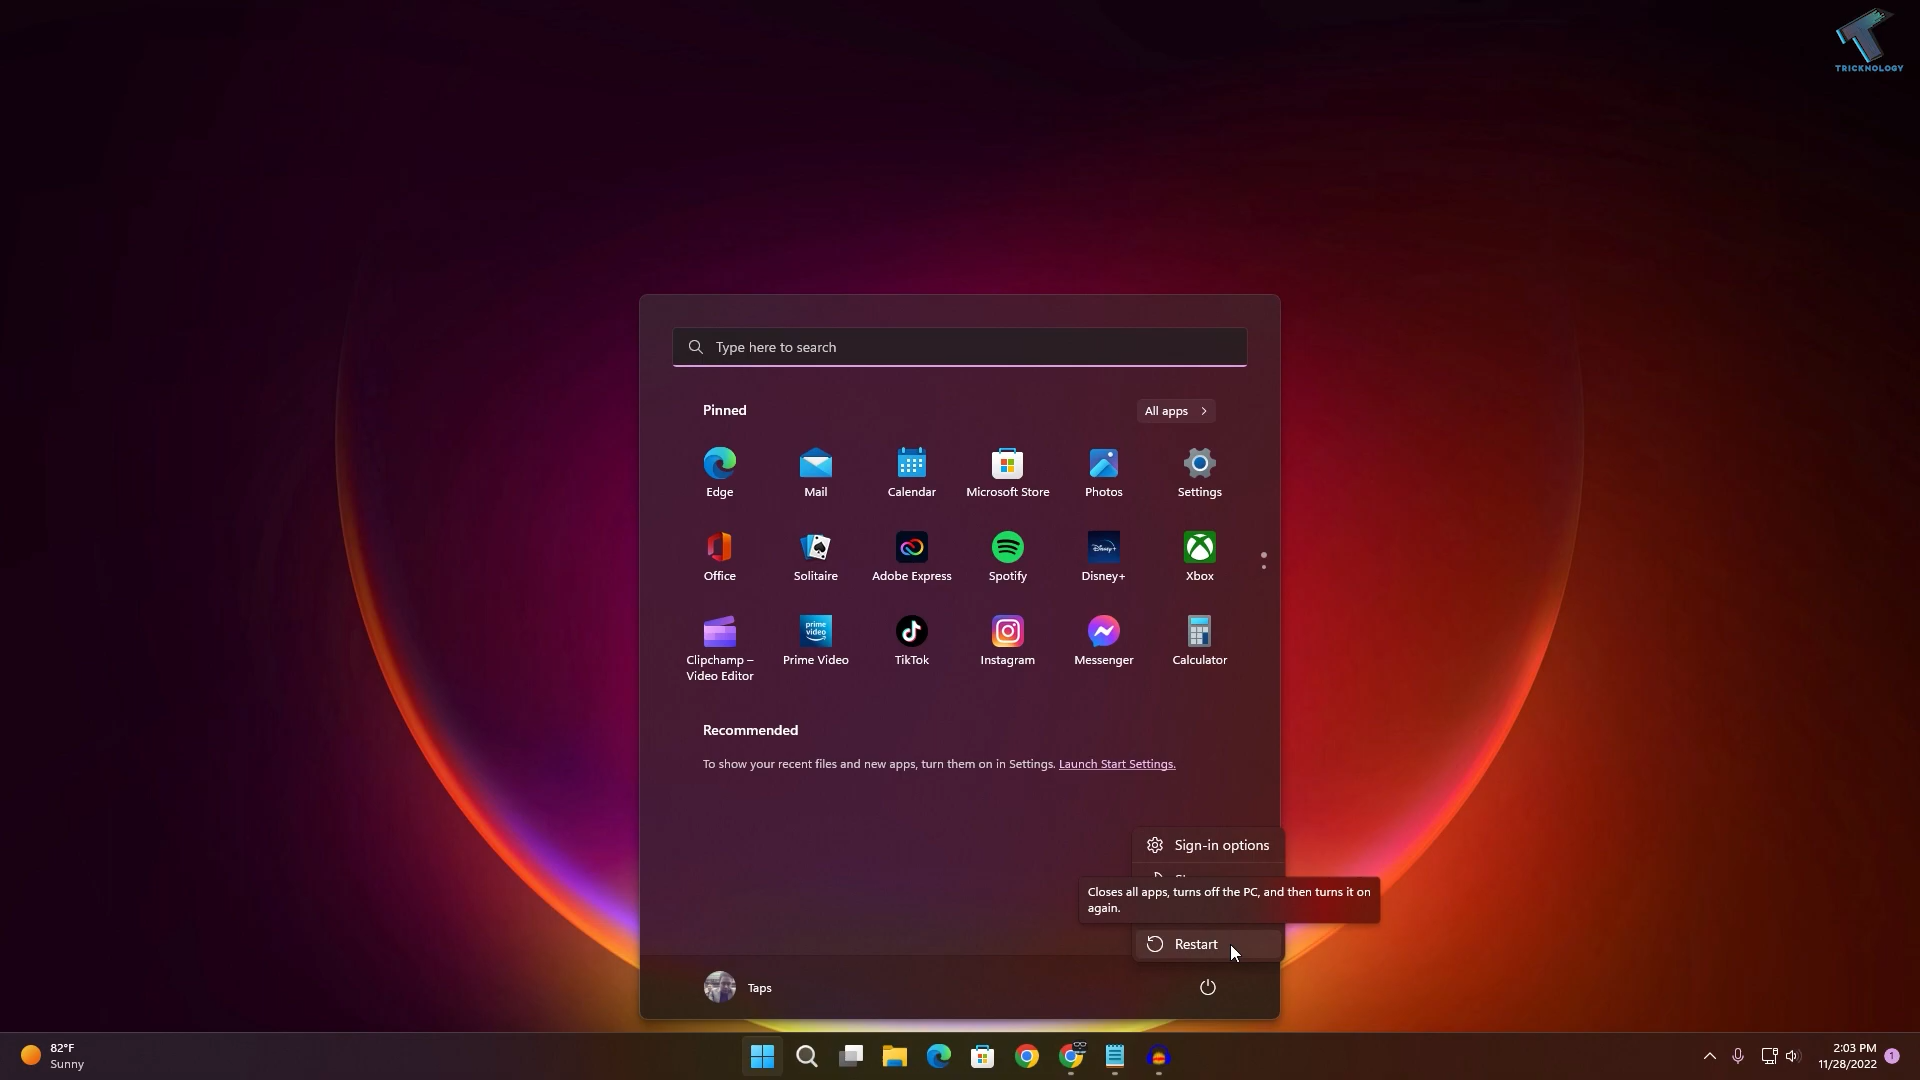 TRICKNOLOGY
Type here to search
Pinned
All apps
Edge
Mail
Calendar
Microsoft Store
Photos
Settings
Office
Solitaire
Adobe Express
Spotify
Disney+
Xbox
Clipchamp –
Video Editor
prime
video
Prime Video
TikTok
Instagram
Messenger
Calculator
Recommended
To show your recent files and new apps, turn them on in Settings. Launch Start Settings.
Sign-in options
Closes all apps, turns off the PC, and then turns it on
again.
Restart
Taps
82°F
Sunny
2:03 PM
11/28/2022
1